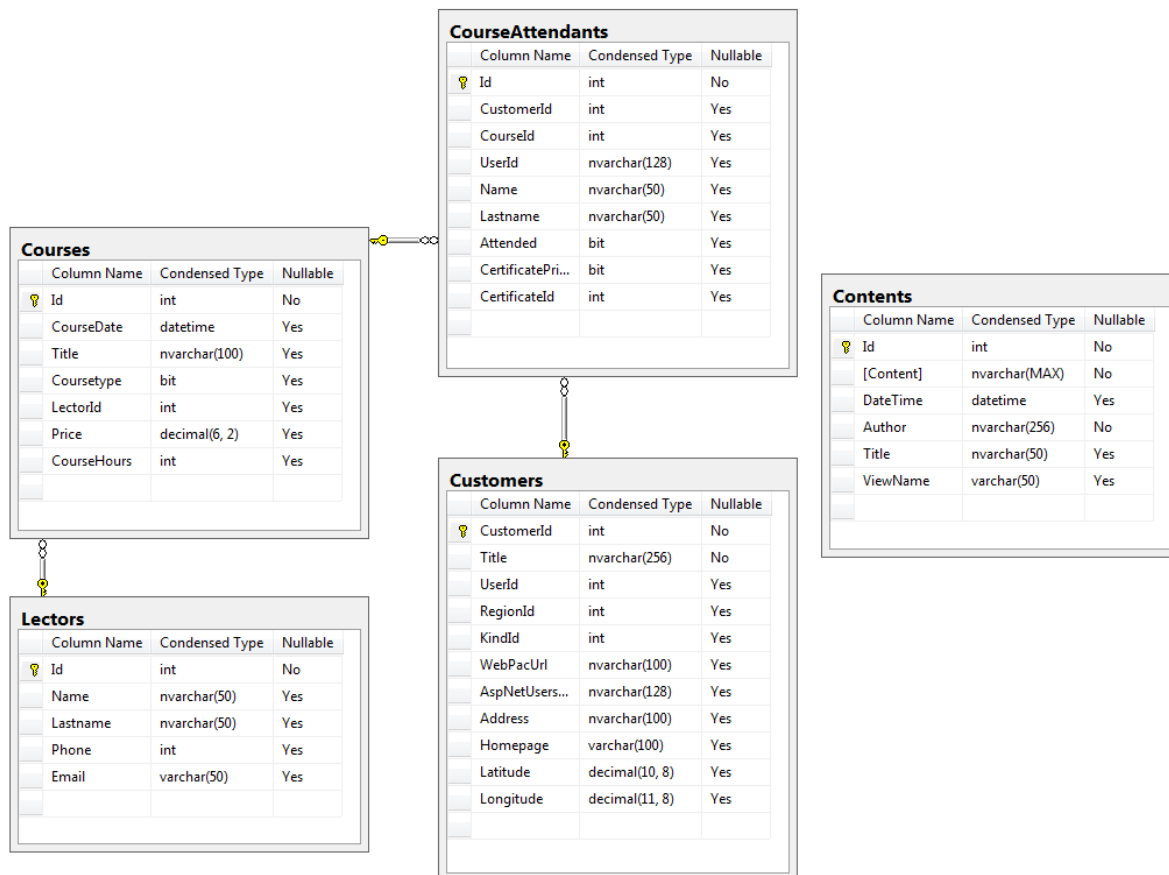 CourseAttendants
Column Name Condensed Type Nullable
Id int No
CustomerId int Yes
CourseId int Yes
UserId nvarchar(128) Yes
Name nvarchar(50) Yes
Lastname nvarchar(50) Yes
Attended bit Yes
CertificatePri... bit Yes
CertificateId int Yes
Courses
Column Name Condensed Type Nullable
Id int No
CourseDate datetime Yes
Title nvarchar(100) Yes
Coursetype bit Yes
LectorId int Yes
Price decimal(6, 2) Yes
CourseHours int Yes
Contents
Column Name Condensed Type Nullable
Id int No
[Content] nvarchar(MAX) No
DateTime datetime Yes
Author nvarchar(256) No
Title nvarchar(50) Yes
ViewName varchar(50) Yes
Customers
Column Name Condensed Type Nullable
CustomerId int No
Title nvarchar(256) No
UserId int Yes
RegionId int Yes
KindId int Yes
WebPacUrl nvarchar(100) Yes
AspNetUsers... nvarchar(128) Yes
Address nvarchar(100) Yes
Homepage varchar(100) Yes
Latitude decimal(10, 8) Yes
Longitude decimal(11, 8) Yes
Lectors
Column Name Condensed Type Nullable
Id int No
Name nvarchar(50) Yes
Lastname nvarchar(50) Yes
Phone int Yes
Email varchar(50) Yes